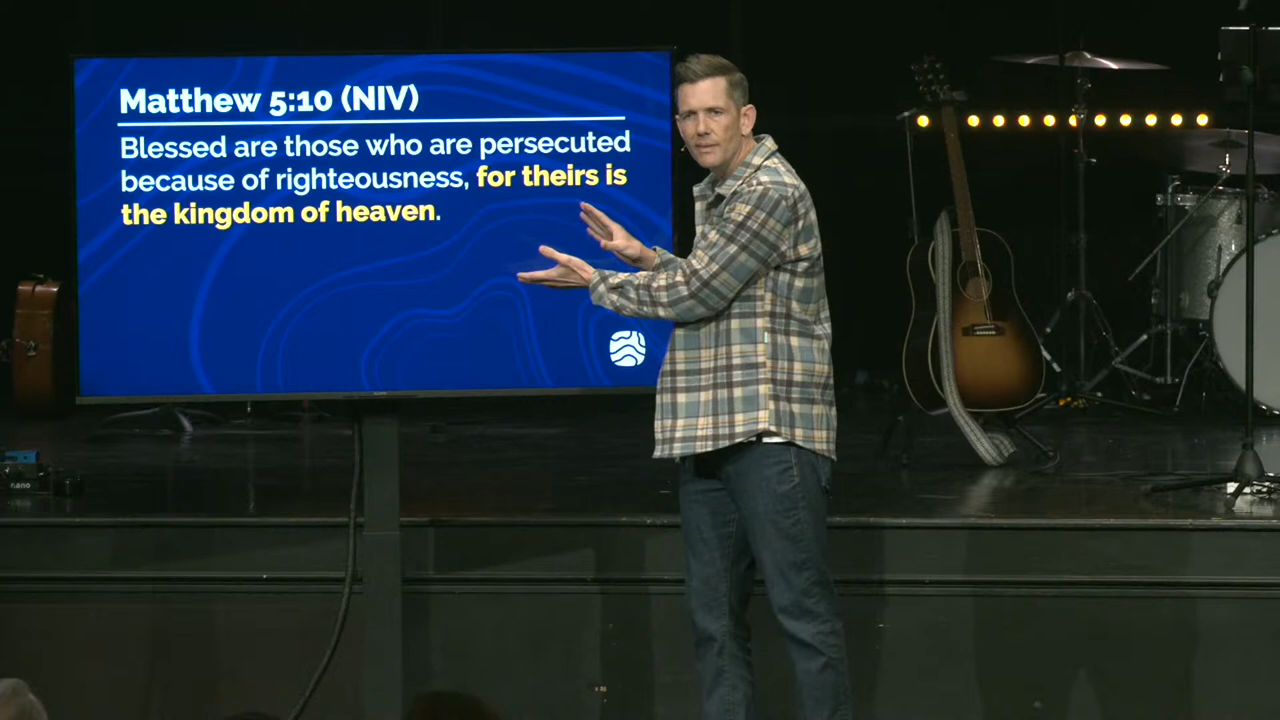 Matthew 5:10 (NIV)
Blessed are those who are persecuted
because of righteousness, for theirs is
the kingdom of heaven.